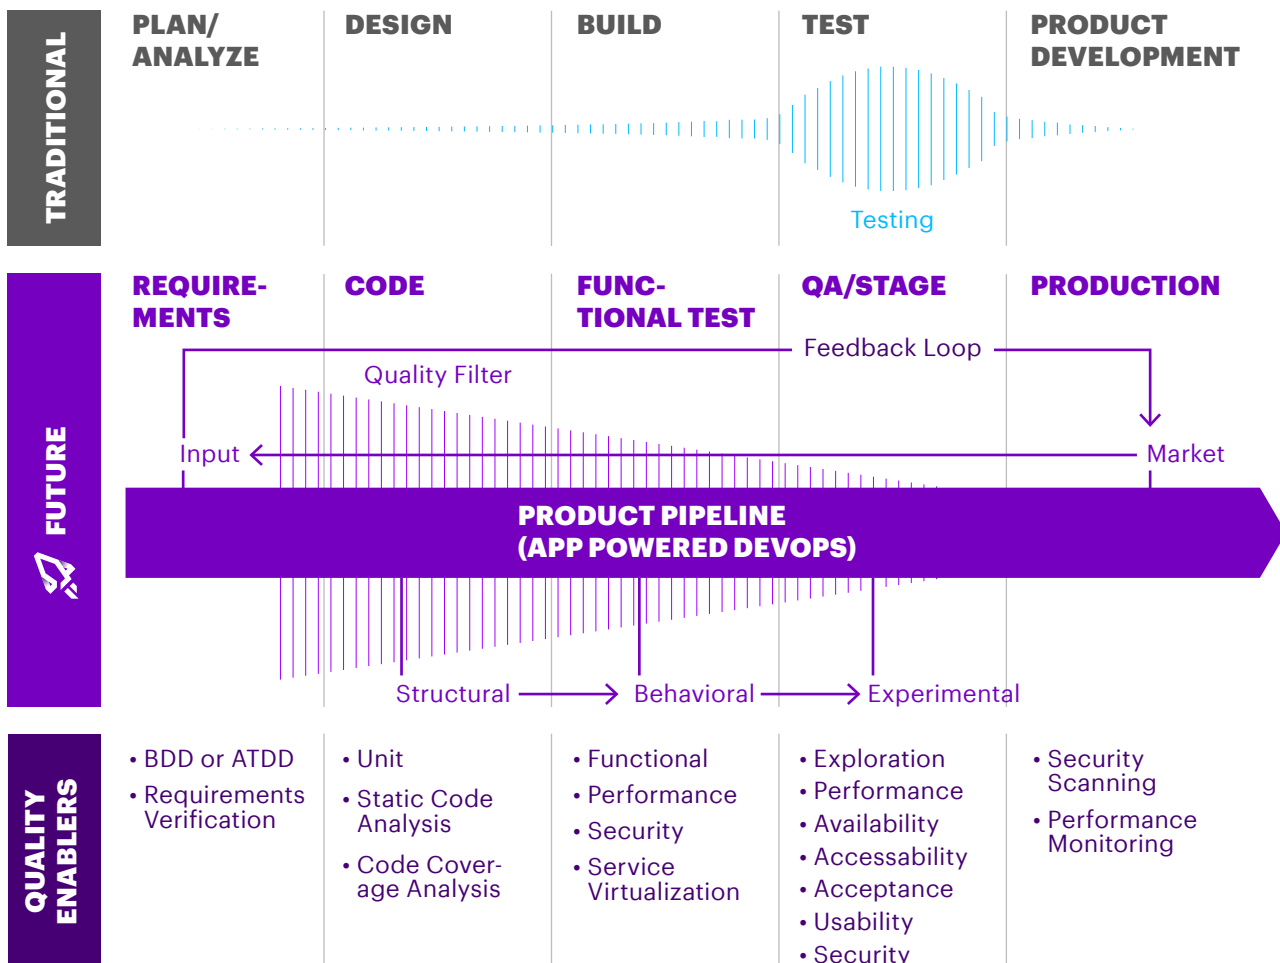 TRADITIONAL
PLAN/
ANALYZE
DESIGN
BUILD
TEST
PRODUCT
DEVELOPMENT
Testing
FUTURE
REQUIRE-
MENTS
CODE
FUNC-
TIONAL TEST
QA/STAGE
PRODUCTION
Feedback Loop
Quality Filter
Input
Market
PRODUCT PIPELINE
(APP POWERED DEVOPS)
Structural
Behavioral
Experimental
QUALITY
ENABLERS
• BDD or ATDD
• Requirements
Verification
• Unit
• Static Code
Analysis
• Code Cover-
age Analysis
• Functional
• Performance
• Security
• Service
Virtualization
• Exploration
• Performance
• Availability
• Accessability
• Acceptance
• Usability
• Security
• Security
Scanning
• Performance
Monitoring